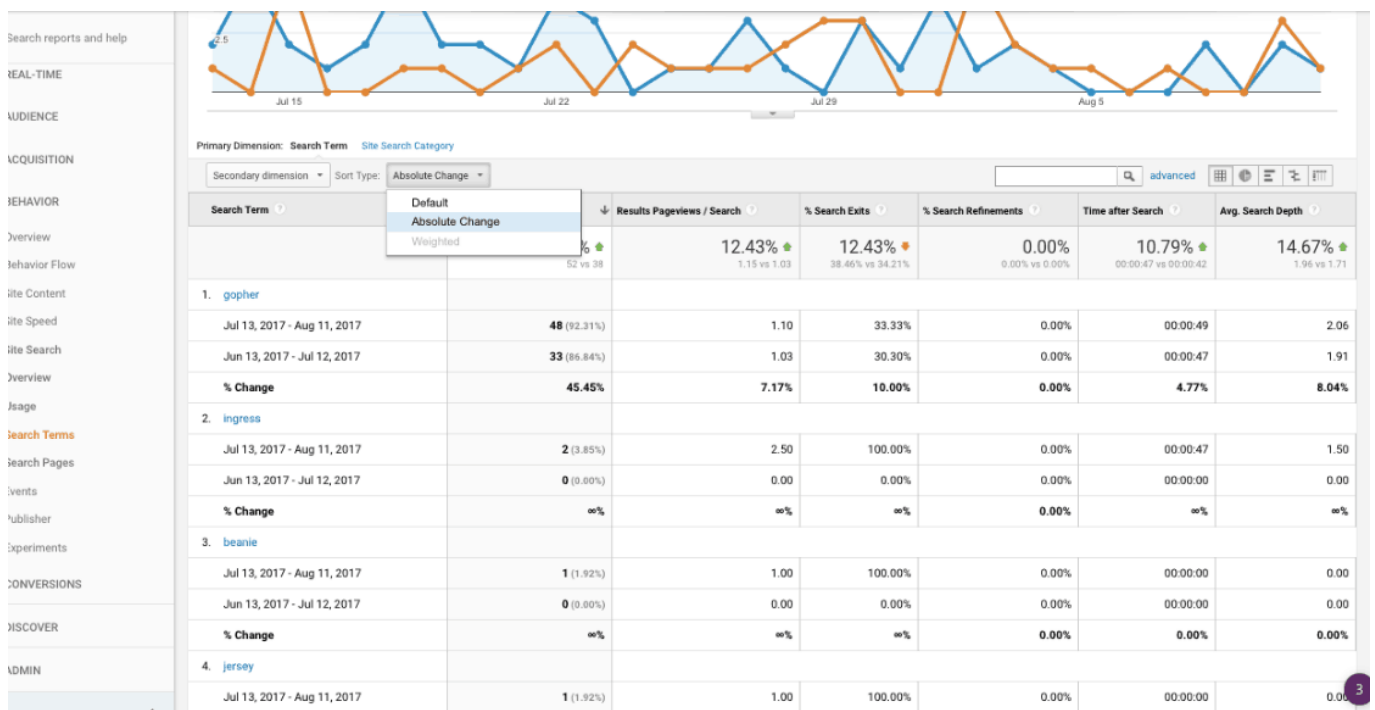 Search reports and help
REAL-TIME
AUDIENCE
ACQUISITION
BEHAVIOR
Overview
Behavior Flow
Site Content
Site Speed
Site Search
Overview
Usage
Search Terms
Search Pages
Events
Publisher
Experiments
CONVERSIONS
DISCOVER
ADMIN
2.5
Jul 15 Jul 22 Jul 29 Aug 5
Primary Dimension: Search Term Site Search Category
Secondary dimension Sort Type: Absolute Change advanced
Default
Absolute Change
Weighted
Search Term ? Results Pageviews / Search ? % Search Exits ? % Search Refinements ? Time after Search ? Avg. Search Depth ?
% 12.43% 12.43% 0.00% 10.79% 14.67%
52 vs 38 1.15 vs 1.03 38.46% vs 34.21% 0.00% vs 0.00% 00:00:47 vs 00:00:42 1.96 vs 1.71
1. gopher
Jul 13, 2017 - Aug 11, 2017 48 (92.31%) 1.10 33.33% 0.00% 00:00:49 2.06
Jun 13, 2017 - Jul 12, 2017 33 (86.84%) 1.03 30.30% 0.00% 00:00:47 1.91
% Change 45.45% 7.17% 10.00% 0.00% 4.77% 8.04%
2. ingress
Jul 13, 2017 - Aug 11, 2017 2 (3.85%) 2.50 100.00% 0.00% 00:00:47 1.50
Jun 13, 2017 - Jul 12, 2017 0 (0.00%) 0.00 0.00% 0.00% 00:00:00 0.00
% Change ∞% ∞% ∞% 0.00% ∞% ∞%
3. beanie
Jul 13, 2017 - Aug 11, 2017 1 (1.92%) 1.00 100.00% 0.00% 00:00:00 0.00
Jun 13, 2017 - Jul 12, 2017 0 (0.00%) 0.00 0.00% 0.00% 00:00:00 0.00
% Change ∞% ∞% ∞% 0.00% 0.00% 0.00%
4. jersey
Jul 13, 2017 - Aug 11, 2017 1 (1.92%) 1.00 100.00% 0.00% 00:00:00 0.00
3